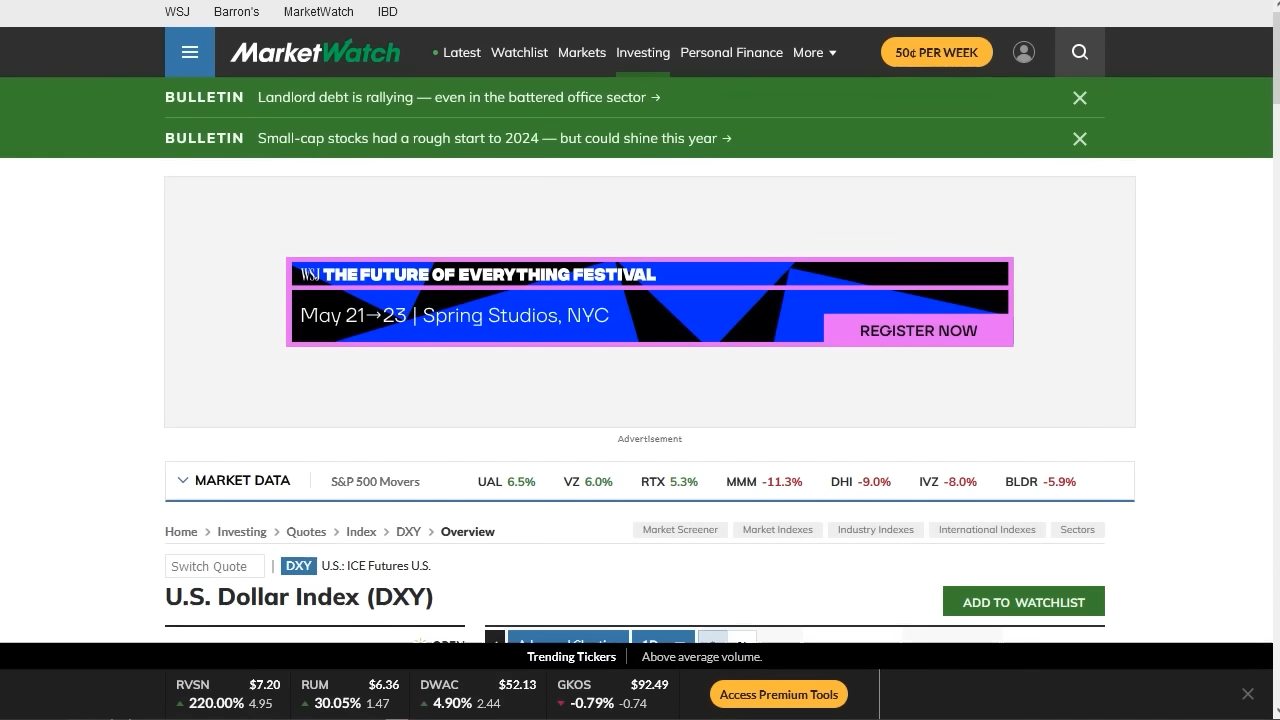 WSJ Barron's MarketWatch IBD
MarketWatch Latest Watchlist Markets Investing Personal Finance More 50¢ PER WEEK
BULLETIN Landlord debt is rallying — even in the battered office sector →
BULLETIN Small-cap stocks had a rough start to 2024 — but could shine this year →
WSJ THE FUTURE OF EVERYTHING FESTIVAL
May 21→23 | Spring Studios, NYC
REGISTER NOW
Advertisement
MARKET DATA S&P 500 Movers UAL 6.5% VZ 6.0% RTX 5.3% MMM -11.3% DHI -9.0% IVZ -8.0% BLDR -5.9%
Home > Investing > Quotes > Index > DXY > Overview Market Screener Market Indexes Industry Indexes International Indexes Sectors
Switch Quote | DXY U.S.: ICE Futures U.S.
U.S. Dollar Index (DXY)
ADD TO WATCHLIST
Trending Tickers | Above average volume.
RVSN $7.20 RUM $6.36 DWAC $52.13 GKOS $92.49
220.00% 4.95 30.05% 1.47 4.90% 2.44 -0.79% -0.74
Access Premium Tools